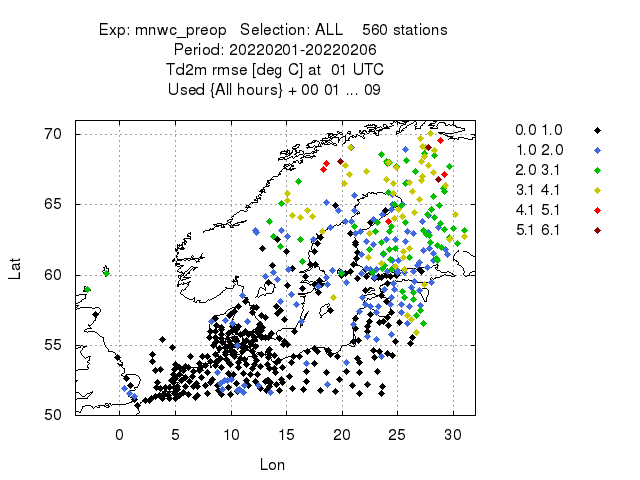 Exp: mnwc_preop Selection: ALL 560 stations
Period: 20220201-20220206
Td2m rmse [deg C] at 01 UTC
Used {All hours} + 00 01 ... 09
70
65
60
55
50
Lat
0 5 10 15 20 25 30
Lon
0.0 1.0
1.0 2.0
2.0 3.1
3.1 4.1
4.1 5.1
5.1 6.1